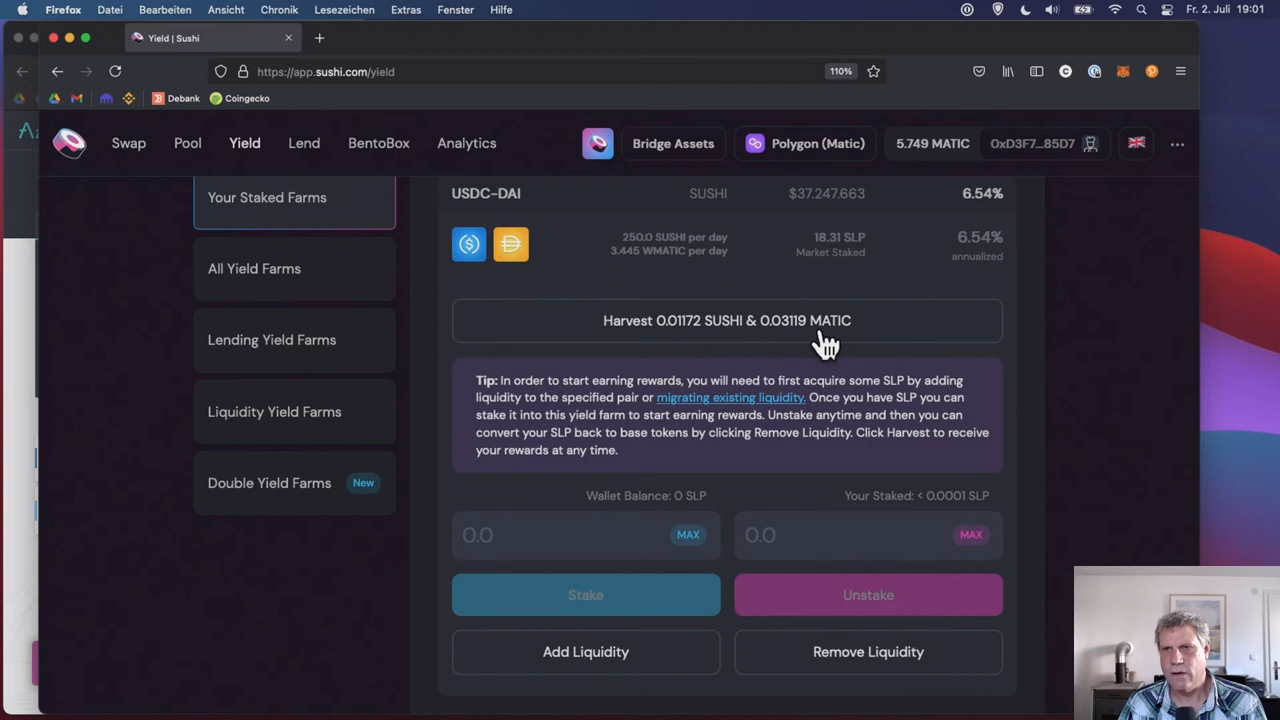 Firefox Datei Bearbeiten Ansicht Chronik Lesezeichen Extras Fenster Hilfe Fr. 2. Juli 19:01
Yield | Sushi
https://app.sushi.com/yield 110%
Debank Coingecko
Swap Pool Yield Lend BentoBox Analytics Bridge Assets Polygon (Matic) 5.749 MATIC 0xD3F7...85D7
Your Staked Farms
All Yield Farms
Lending Yield Farms
Liquidity Yield Farms
Double Yield Farms New
USDC-DAI SUSHI $37.247.663 6.54%
250.0 SUSHI per day 18.31 SLP 6.54%
3.445 WMATIC per day Market Staked annualized
Harvest 0.01172 SUSHI & 0.03119 MATIC
Tip: In order to start earning rewards, you will need to first acquire some SLP by adding
liquidity to the specified pair or migrating existing liquidity. Once you have SLP you can
stake it into this yield farm to start earning rewards. Unstake anytime and then you can
convert your SLP back to base tokens by clicking Remove Liquidity. Click Harvest to receive
your rewards at any time.
Wallet Balance: 0 SLP Your Staked: < 0.0001 SLP
0.0 MAX 0.0 MAX
Stake Unstake
Add Liquidity Remove Liquidity